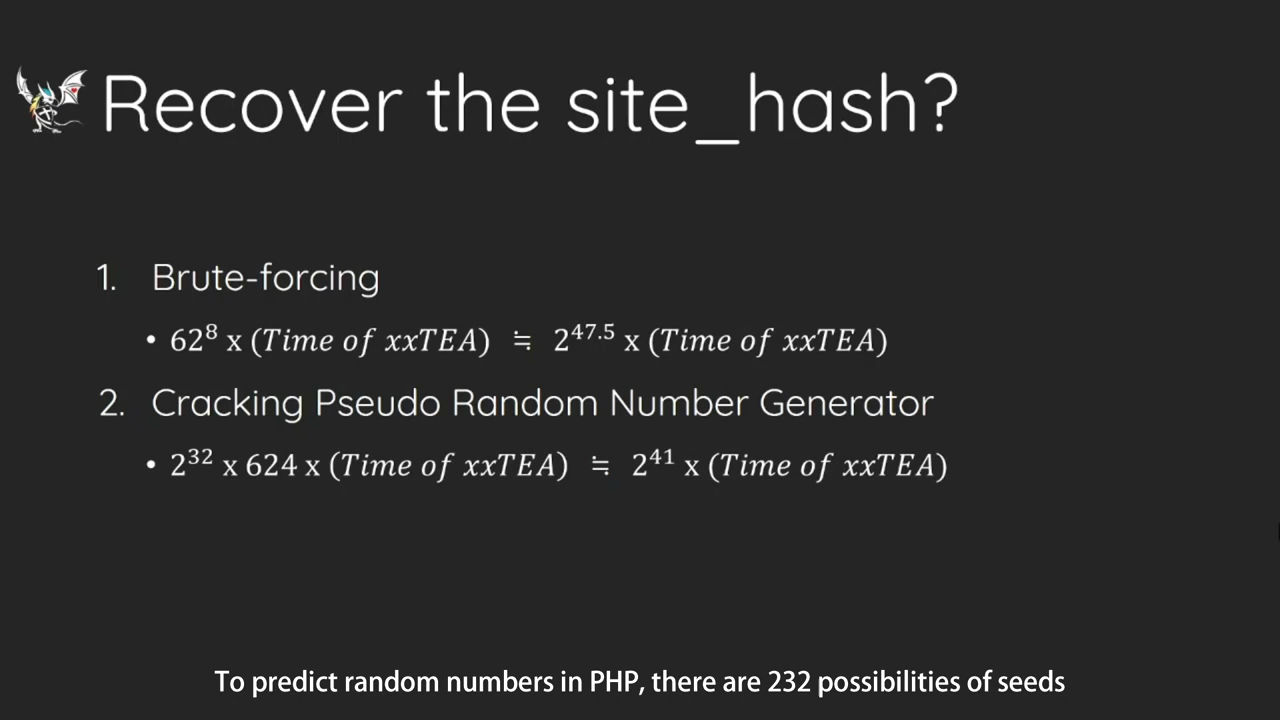 Recover the site_hash?
1. Brute-forcing
• 62⁸ x (Time of xxTEA) ≒ 2⁴⁷·⁵ x (Time of xxTEA)
2. Cracking Pseudo Random Number Generator
• 2³² x 624 x (Time of xxTEA) ≒ 2⁴¹ x (Time of xxTEA)
To predict random numbers in PHP, there are 232 possibilities of seeds